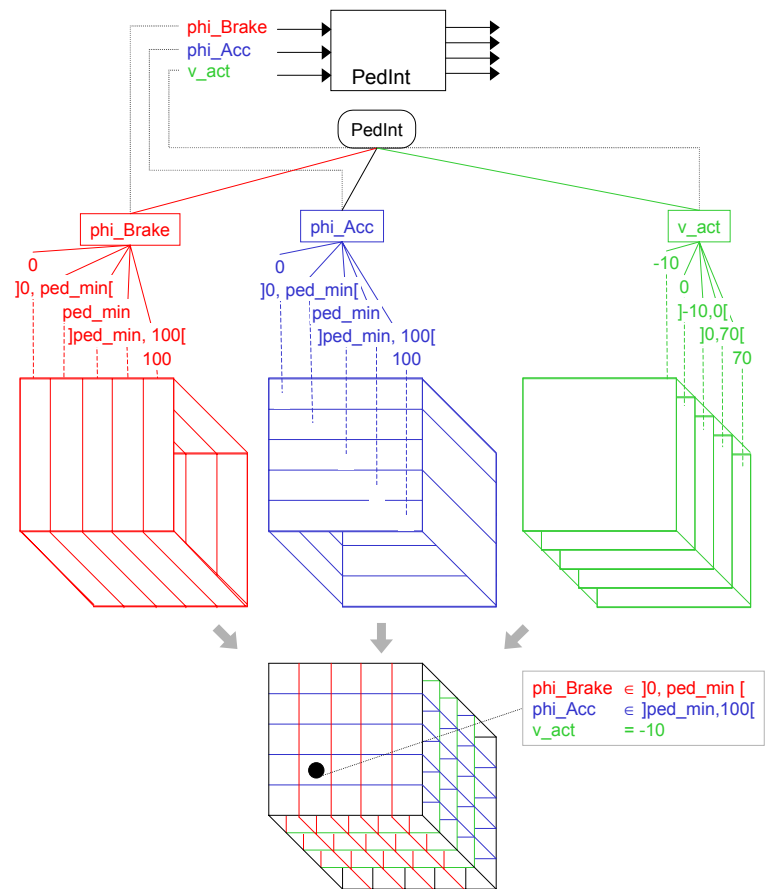 phi_Brake
phi_Acc
v_act
PedInt
PedInt
phi_Brake
phi_Acc
v_act
0
]0, ped_min[
ped_min
]ped_min, 100[
100
0
]0, ped_min[
ped_min
]ped_min, 100[
100
-10
0
]-10,0[
]0,70[
70
phi_Brake ∈ ]0, ped_min [
phi_Acc ∈ ]ped_min,100[
v_act = -10